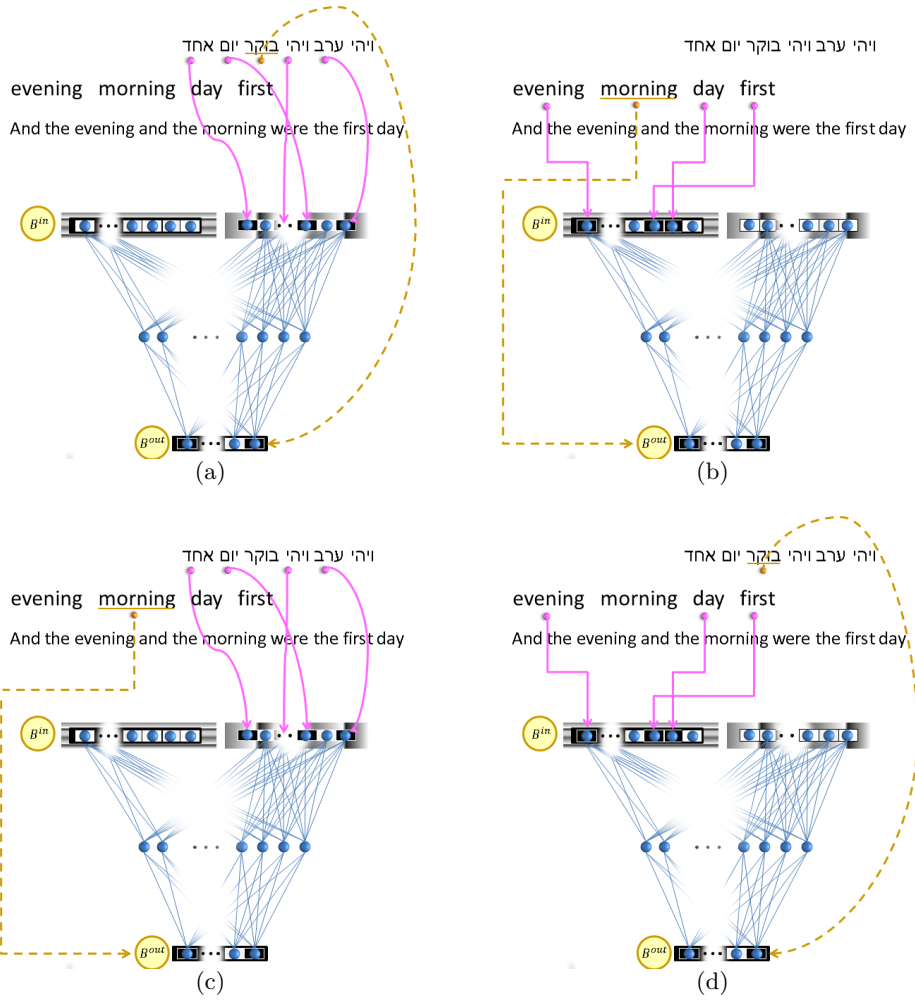 ויהי ערב ויהי בוקר יום אחד
evening morning day first
And the evening and the morning were the first day
B^in
B^out
(a)
ויהי ערב ויהי בוקר יום אחד
evening morning day first
And the evening and the morning were the first day
B^in
B^out
(b)
ויהי ערב ויהי בוקר יום אחד
evening morning day first
And the evening and the morning were the first day
B^in
B^out
(c)
ויהי ערב ויהי בוקר יום אחד
evening morning day first
And the evening and the morning were the first day
B^in
B^out
(d)